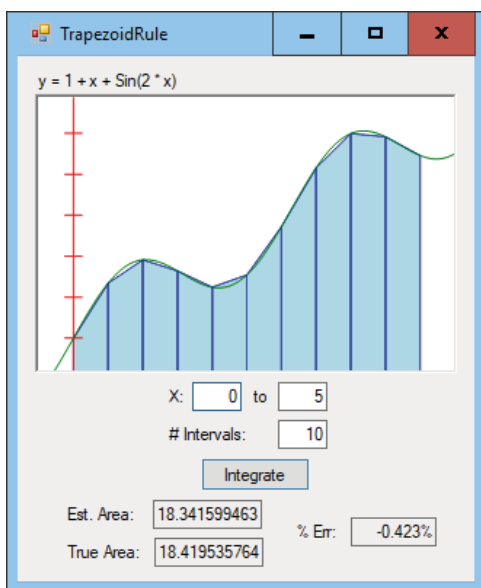 TrapezoidRule
y = 1 + x + Sin(2 * x)
X: 0 to 5
# Intervals: 10
Integrate
Est. Area: 18.341599463
% Err: -0.423%
True Area: 18.419535764